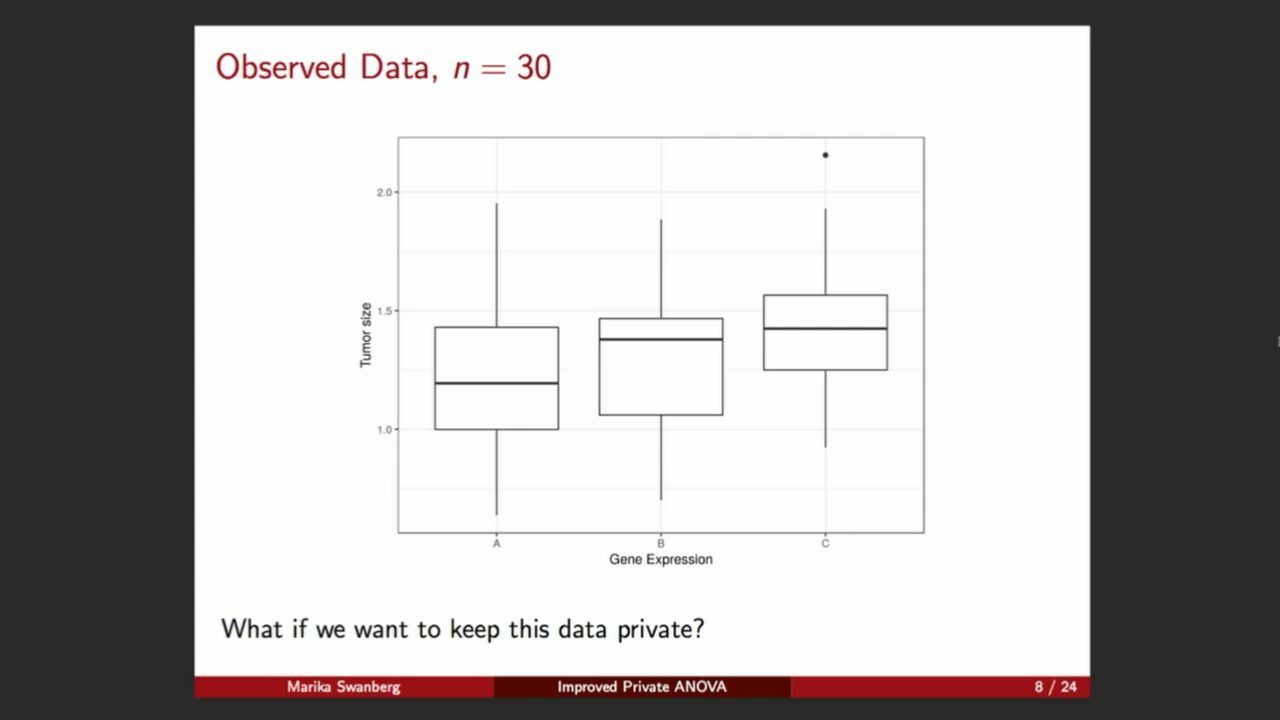 Observed Data, n = 30
2.0
1.5
1.0
Tumor size
A B C
Gene Expression
What if we want to keep this data private?
Marika Swanberg Improved Private ANOVA 8 / 24